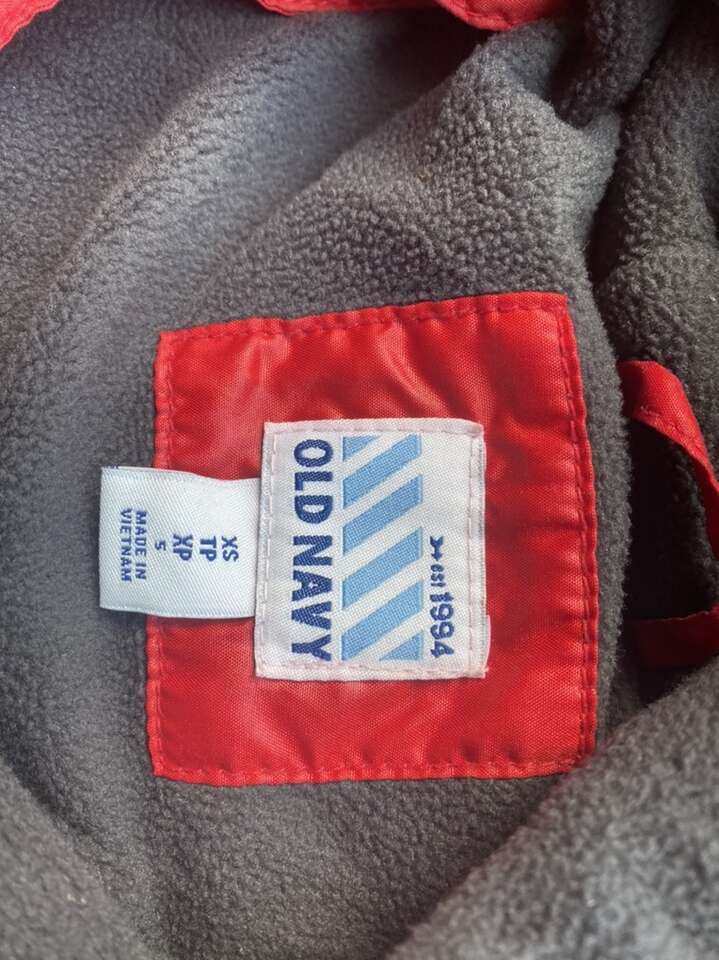 EST 1994
OLD NAVY
XS
TP
XP
5
MADE IN
VIETNAM